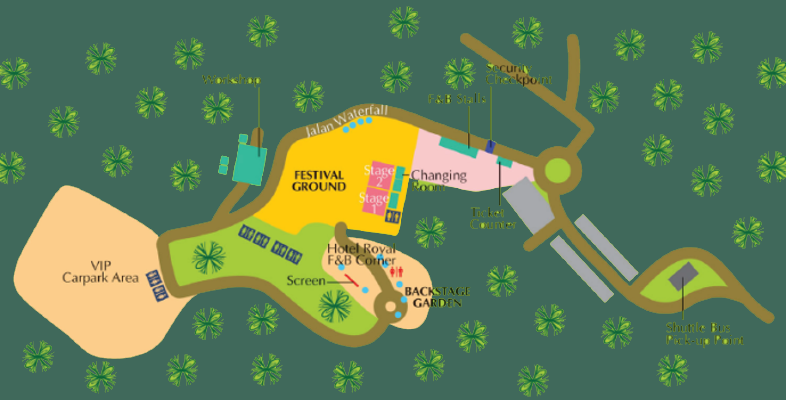 Security
Checkpoint
Workshop
F&B Stalls
Jalan Waterfall
FESTIVAL
GROUND
Stage
2
Changing
Room
Stage
1
Ticket
Counter
Hotel Royal
F&B Corner
VIP
Carpark Area
Screen
BACKSTAGE
GARDEN
Shuttle Bus
Pick-up Point